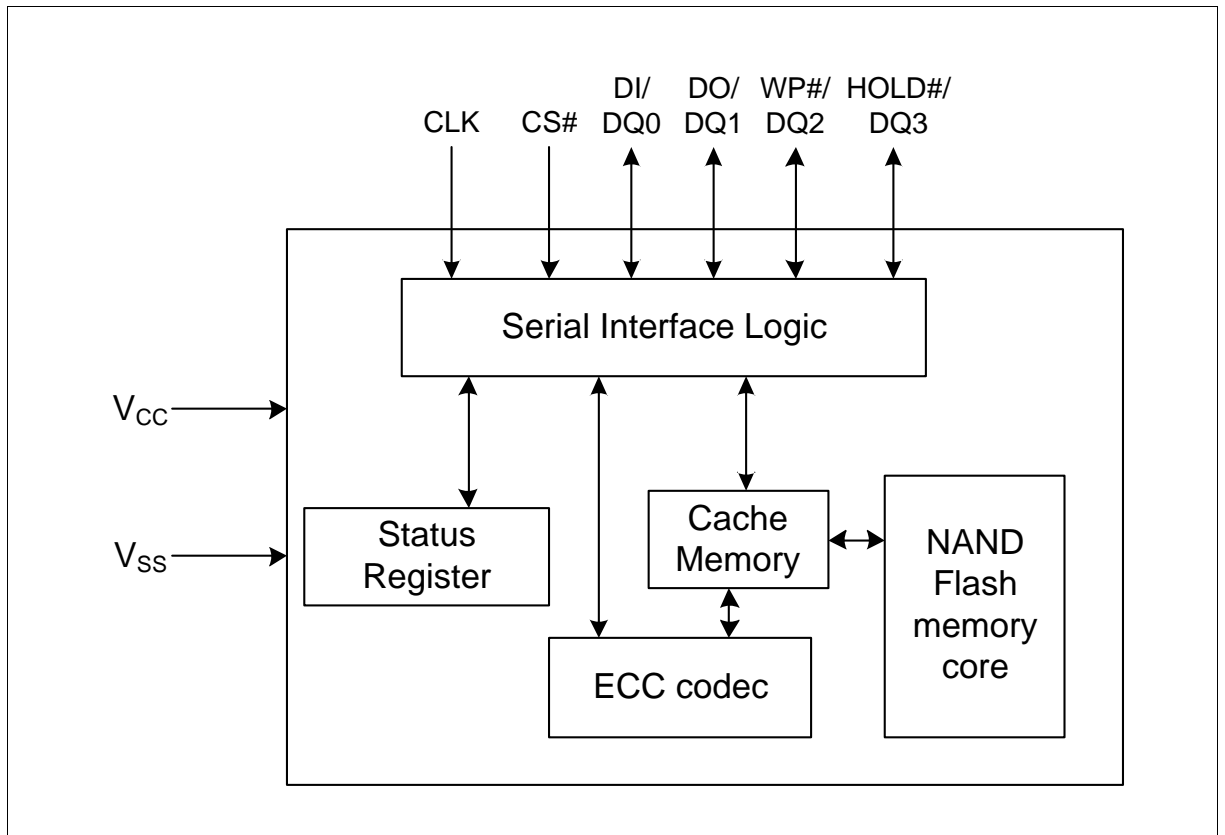 DI/ DO/ WP#/ HOLD#/
CLK CS# DQ0 DQ1 DQ2 DQ3
Serial Interface Logic
VCC
VSS
Status
Register
Cache
Memory
NAND
Flash
memory
core
ECC codec